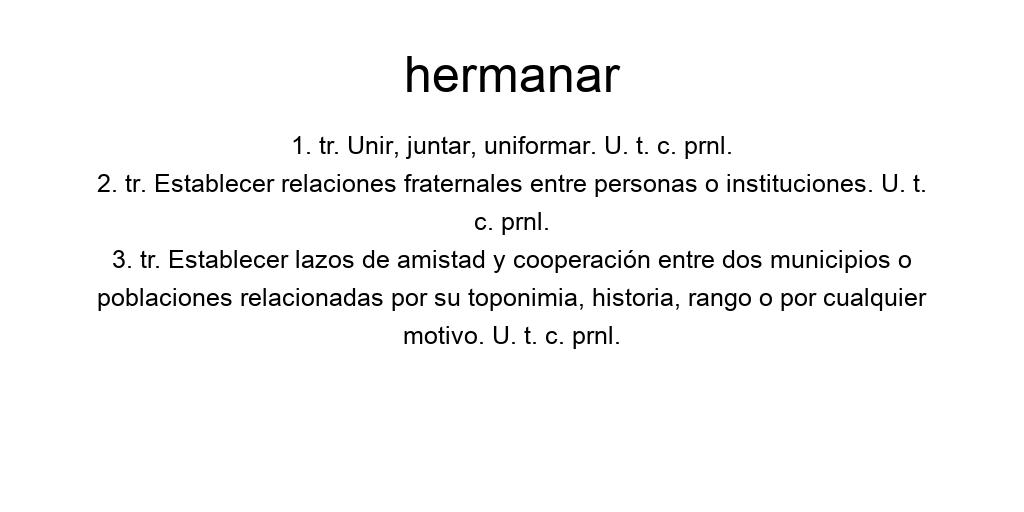 hermanar
1. tr. Unir, juntar, uniformar. U. t. c. prnl.
2. tr. Establecer relaciones fraternales entre personas o instituciones. U. t.
c. prnl.
3. tr. Establecer lazos de amistad y cooperación entre dos municipios o
poblaciones relacionadas por su toponimia, historia, rango o por cualquier
motivo. U. t. c. prnl.